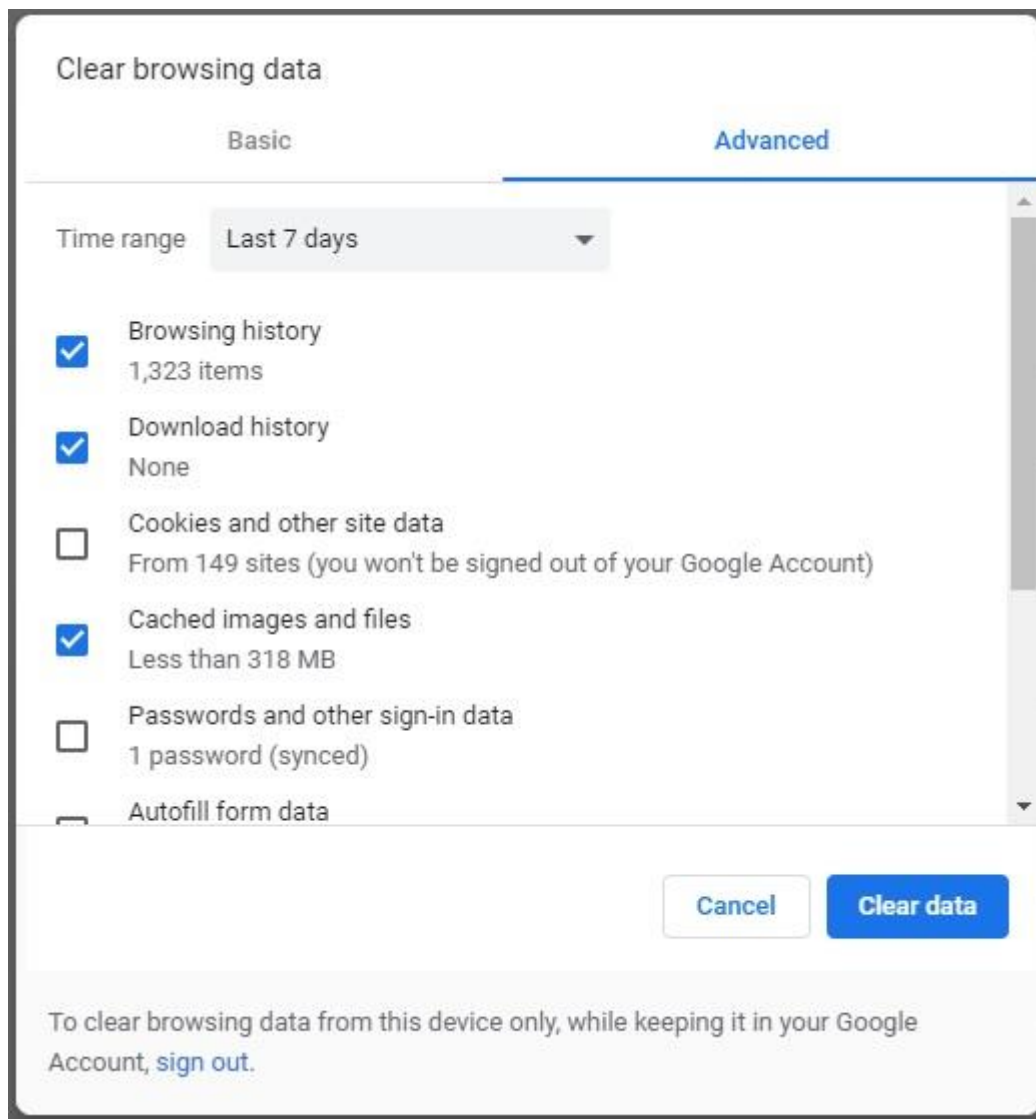 Clear browsing data
Basic
Advanced
Time range
Last 7 days
Browsing history
1,323 items
Download history
None
Cookies and other site data
From 149 sites (you won't be signed out of your Google Account)
Cached images and files
Less than 318 MB
Passwords and other sign-in data
1 password (synced)
Autofill form data
Cancel
Clear data
To clear browsing data from this device only, while keeping it in your Google
Account, sign out.